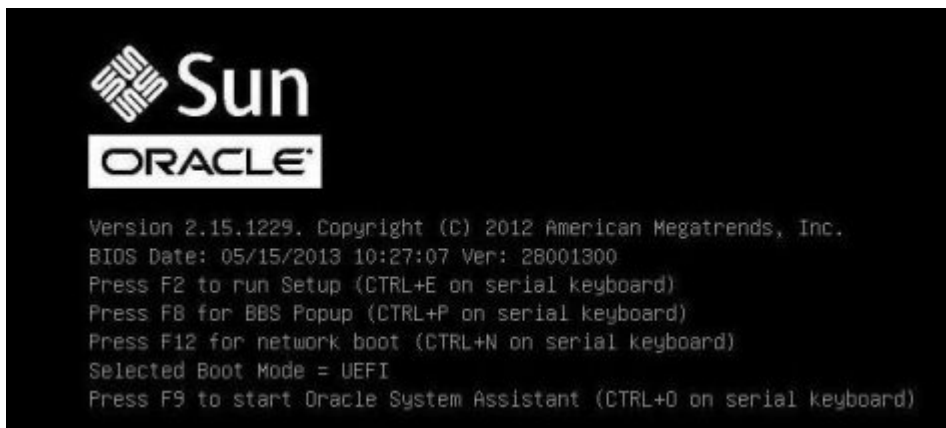 Sun
ORACLE
Version 2.15.1229. Copyright (C) 2012 American Megatrends, Inc.
BIOS Date: 05/15/2013 10:27:07 Ver: 28001300
Press F2 to run Setup (CTRL+E on serial keyboard)
Press F8 for BBS Popup (CTRL+P on serial keyboard)
Press F12 for network boot (CTRL+N on serial keyboard)
Selected Boot Mode = UEFI
Press F9 to start Oracle System Assistant (CTRL+O on serial keyboard)